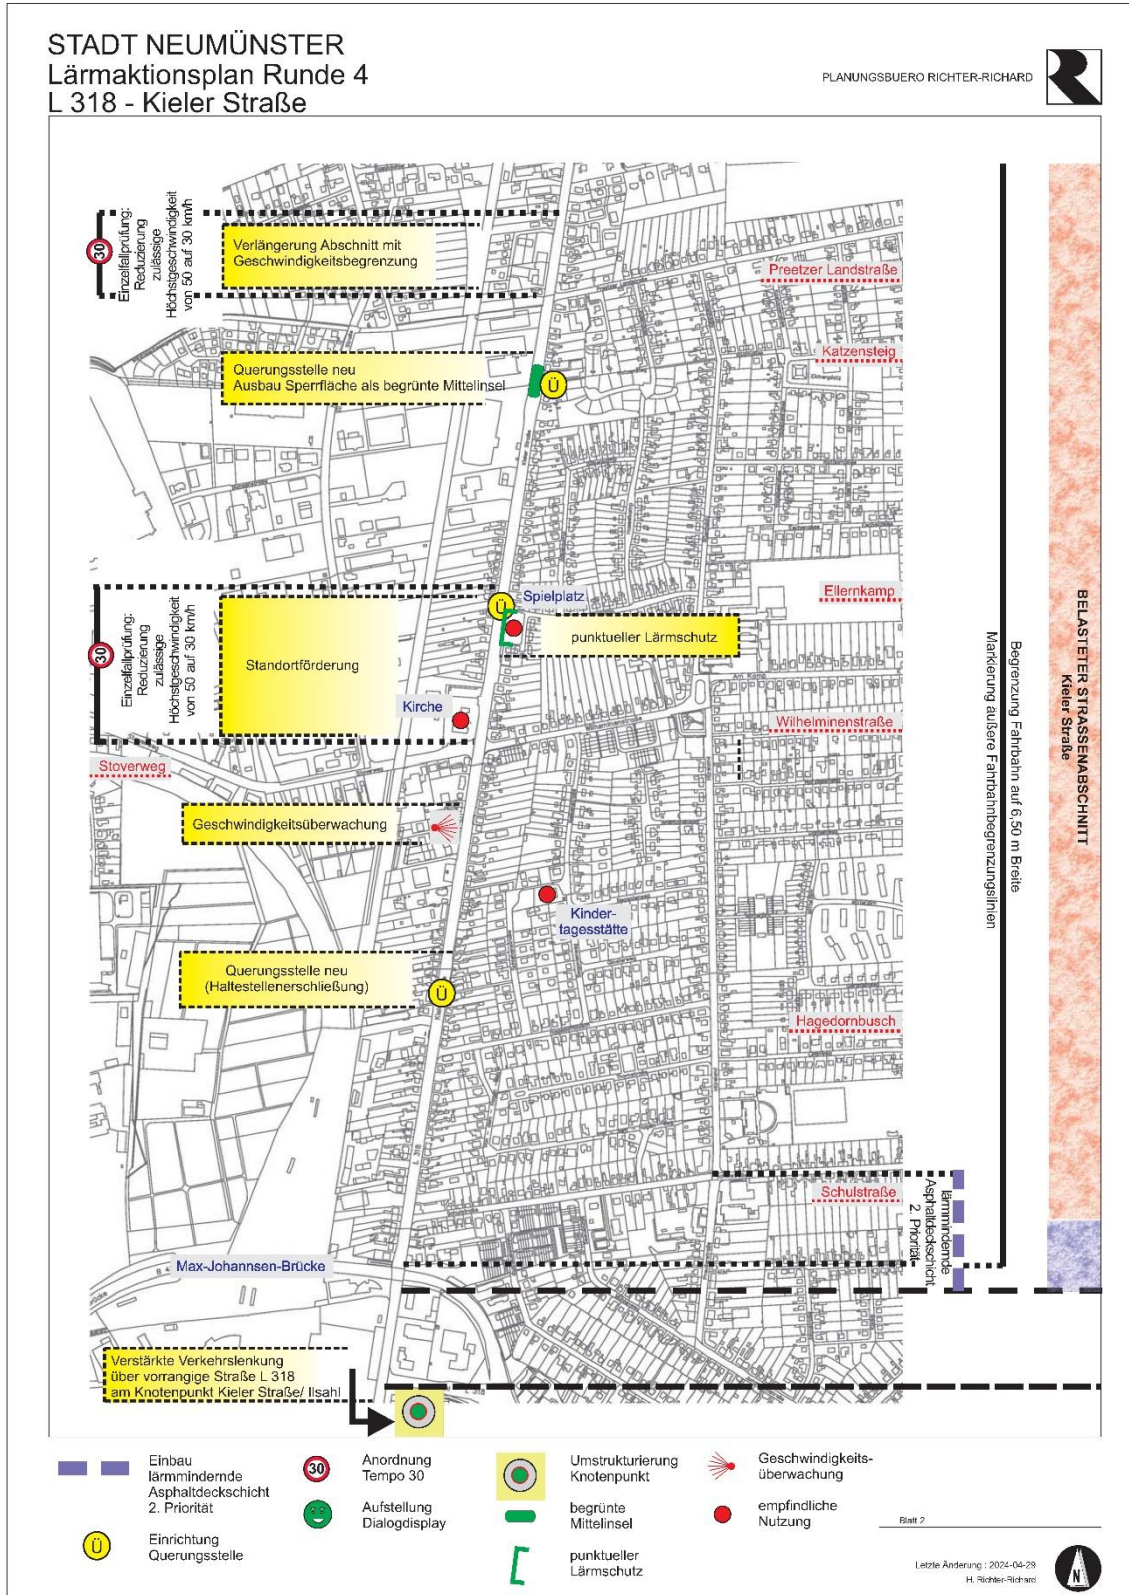 STADT NEUMÜNSTER
Lärmaktionsplan Runde 4
L 318 - Kieler Straße
PLANUNGSBUERO RICHTER-RICHARD
30
Einzelfallprüfung:
Reduzierung
zulässige
Höchstgeschwindigkeit
von 50 auf 30 km/h
Verlängerung Abschnitt mit
Geschwindigkeitsbegrenzung
Preetzer Landstraße
Katzensteig
Querungsstelle neu
Ausbau Sperrfläche als begrünte Mittelinsel
Ü
Ellernkamp
Spielplatz
Ü
punktueller Lärmschutz
30
Einzelfallprüfung:
Reduzierung
zulässige
Höchstgeschwindigkeit
von 50 auf 30 km/h
Standortförderung
Am Kamp
Kirche
Wilhelminenstraße
Stoverweg
Geschwindigkeitsüberwachung
Kinder-
tagesstätte
Querungsstelle neu
(Haltestellenerschließung)
Ü
Hagedornbusch
L 318
Schulstraße
lärmmindernde
Asphaltdeckschicht
2. Priorität
Max-Johannsen-Brücke
Begrenzung Fahrbahn auf 6,50 m Breite
Markierung äußere Fahrbahnbegrenzungslinien
BELASTETER STRASSENABSCHNITT
Kieler Straße
Verstärkte Verkehrslenkung
über vorrangige Straße L 318
am Knotenpunkt Kieler Straße/ Ilsahl
Einbau
lärmmindernde
Asphaltdeckschicht
2. Priorität
Ü
Einrichtung
Querungsstelle
30
Anordnung
Tempo 30
Aufstellung
Dialogdisplay
Umstrukturierung
Knotenpunkt
begrünte
Mittelinsel
punktueller
Lärmschutz
Geschwindigkeits-
überwachung
empfindliche
Nutzung
Blatt 2
Letzte Änderung : 2024-04-29
H. Richter-Richard
N